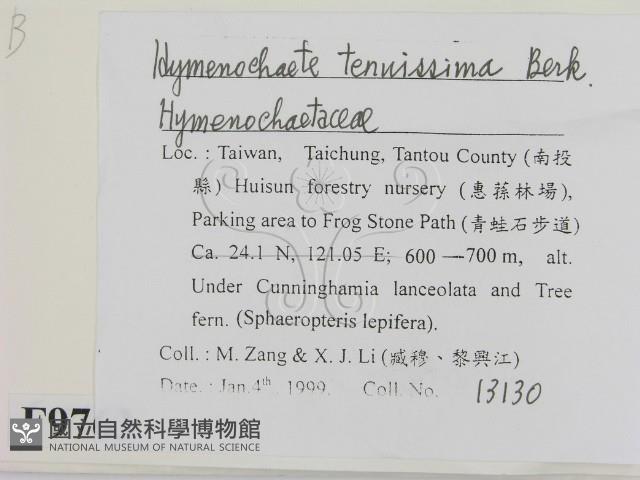 B
Hymenochaete tenuissima Berk.
Hymenochaetaceae
Loc. : Taiwan, Taichung, Tantou County (南投
縣) Huisun forestry nursery (惠蓀林場),
Parking area to Frog Stone Path (青蛙石步道)
Ca. 24.1 N, 121.05 E; 600 —700 m, alt.
Under Cunninghamia lanceolata and Tree
fern. (Sphaeropteris lepifera).
Coll. : M. Zang & X. J. Li (臧穆、黎興江)
Date. : Jan.4th, 1999. Coll. No. 13130
F97
國立自然科學博物館
NATIONAL MUSEUM OF NATURAL SCIENCE